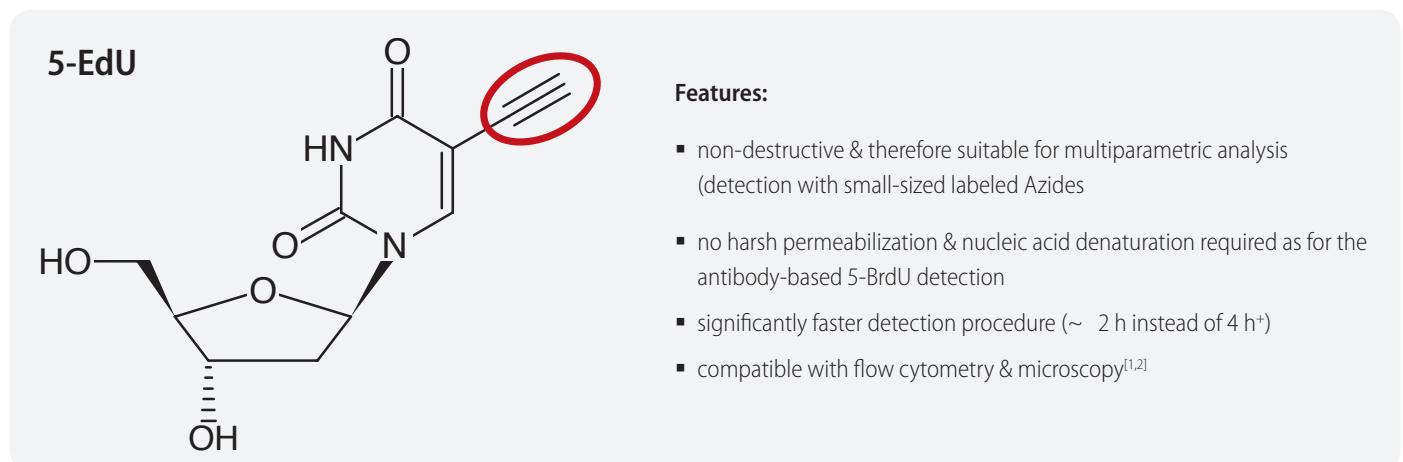 5-EdU
O
HN
O
N
HO
O
OH
Features:
▪ non-destructive & therefore suitable for multiparametric analysis
(detection with small-sized labeled Azides
▪ no harsh permeabilization & nucleic acid denaturation required as for the
antibody-based 5-BrdU detection
▪ significantly faster detection procedure (~ 2 h instead of 4 h⁺)
▪ compatible with flow cytometry & microscopy[1,2]